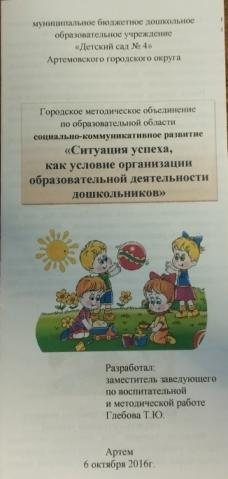 муниципальное бюджетное дошкольное
образовательное учреждение
«Детский сад № 4»
Артемовского городского округа
Городское методическое объединение
по образовательной области
социально-коммуникативное развитие
«Ситуация успеха,
как условие организации
образовательной деятельности
дошкольников»
Разработал:
заместитель заведующего
по воспитательной
и методической работе
Глебова Т.Ю.
Артем
6 октября 2016г.